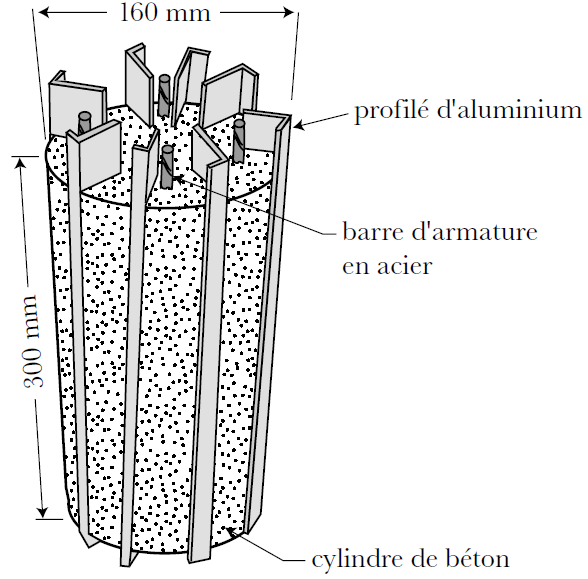 160 mm
profilé d'aluminium
barre d'armature
en acier
300 mm
cylindre de béton